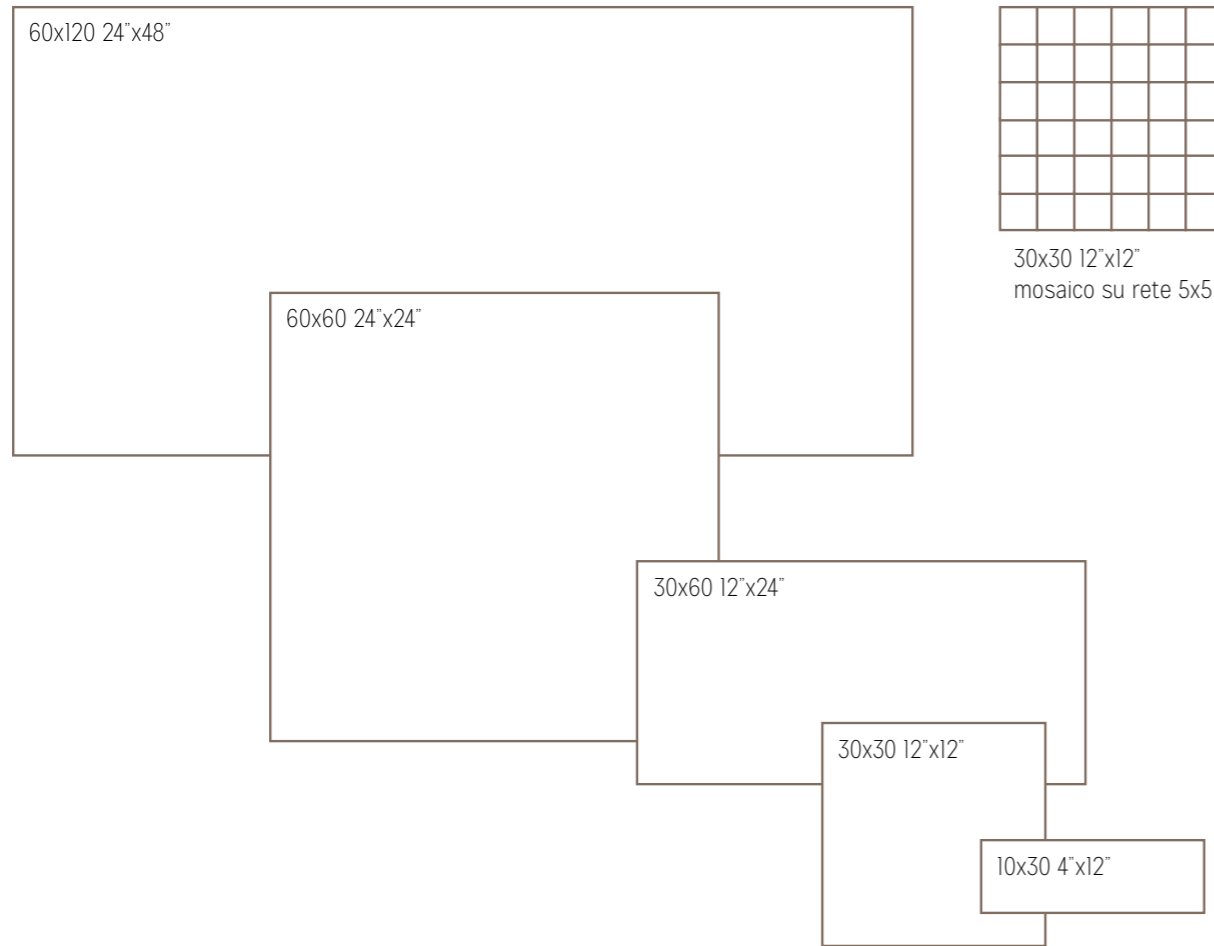 60x120 24"x48"
30x30 12"x12"
mosaico su rete 5x5
60x60 24"x24"
30x60 12"x24"
30x30 12"x12"
10x30 4"x12"